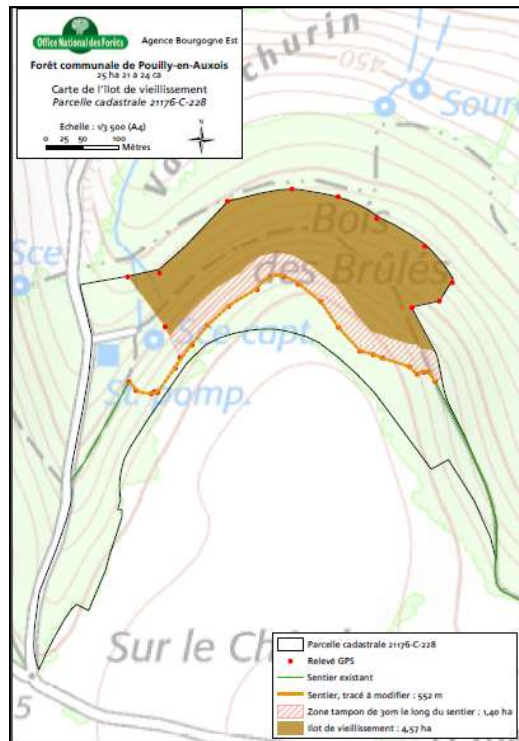 Office National des Forêts
Agence Bourgogne Est
Forêt communale de Pouilly-en-Auxois
25 ha 21 a 24 ca
Carte de l'îlot de vieillissement
Parcelle cadastrale 21176-C-228
Echelle : 1/3 500 (A4)
N
0 25 50 100
Mètres
churin
450
Sour
Bois
des Brûlés
Sce
Sce capt.
St. pomp.
Sur le Ch
5
Parcelle cadastrale 21176-C-228
Relevé GPS
Sentier existant
Sentier, tracé à modifier : 552 m
Zone tampon de 30m le long du sentier : 1,40 ha
Ilot de vieillissement : 4,57 ha